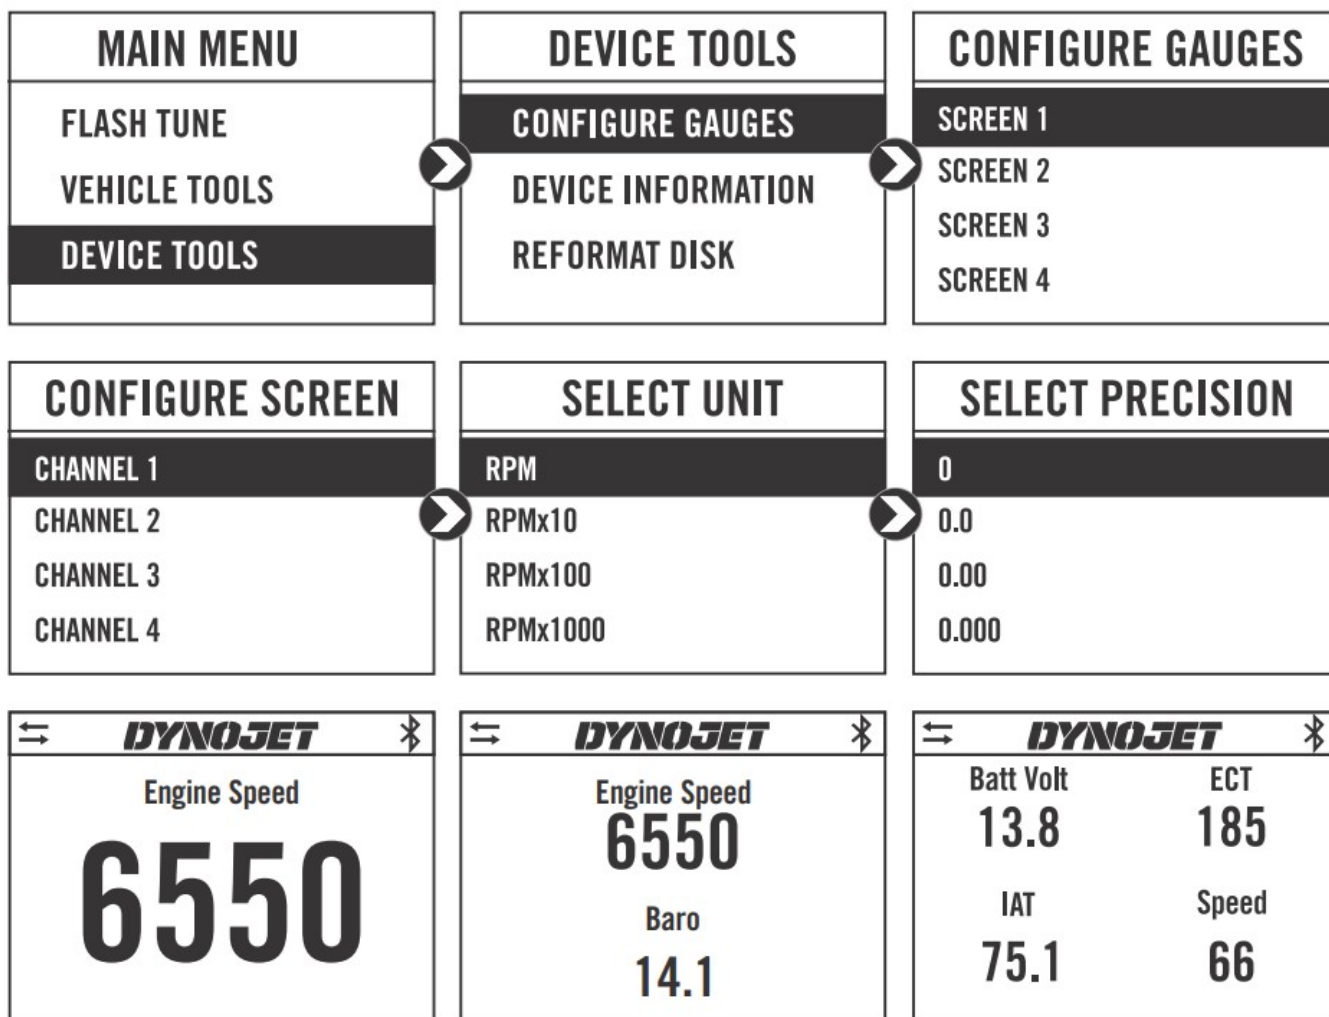 MAIN MENU
FLASH TUNE
VEHICLE TOOLS
DEVICE TOOLS
DEVICE TOOLS
CONFIGURE GAUGES
DEVICE INFORMATION
REFORMAT DISK
CONFIGURE GAUGES
SCREEN 1
SCREEN 2
SCREEN 3
SCREEN 4
CONFIGURE SCREEN
CHANNEL 1
CHANNEL 2
CHANNEL 3
CHANNEL 4
SELECT UNIT
RPM
RPMx10
RPMx100
RPMx1000
SELECT PRECISION
0
0.0
0.00
0.000
DYNOJET
Engine Speed
6550
DYNOJET
Engine Speed
6550
Baro
14.1
DYNOJET
Batt Volt ECT
13.8 185
IAT Speed
75.1 66